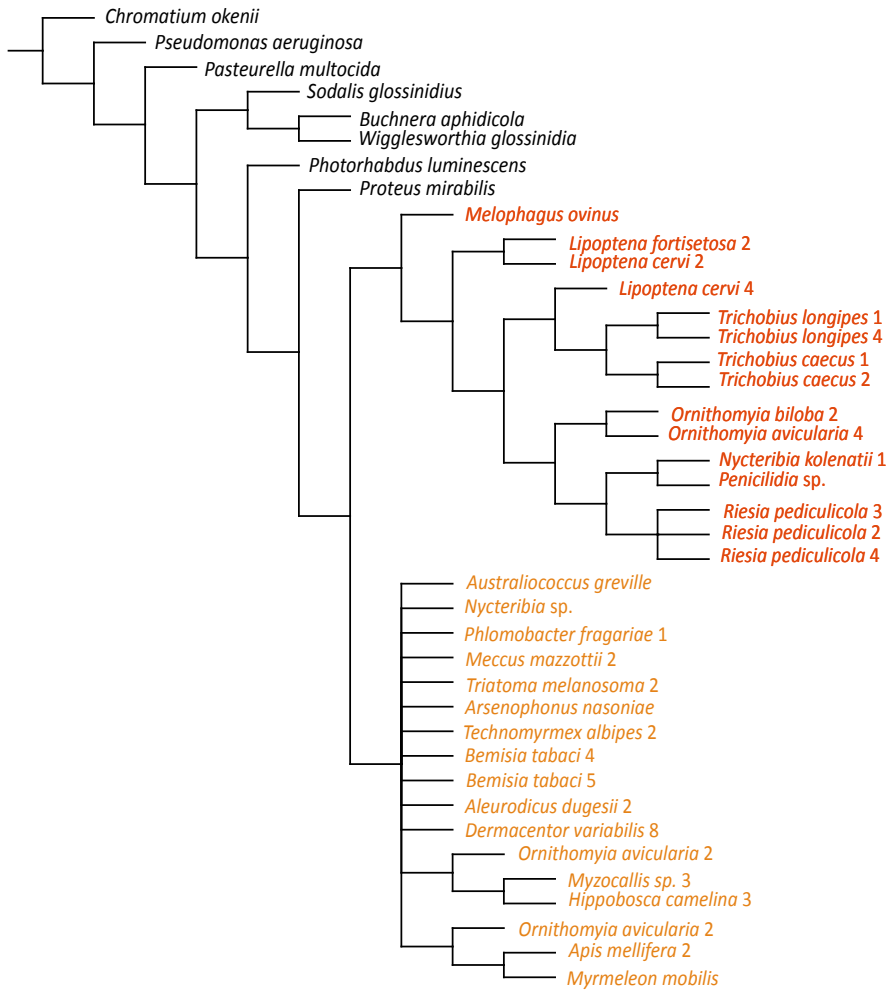 Chromatium okenii
Pseudomonas aeruginosa
Pasteurella multocida
Sodalis glossinidius
Buchnera aphidicola
Wigglesworthia glossinidia
Photorhabdus luminescens
Proteus mirabilis
Melophagus ovinus
Lipoptena fortisetosa 2
Lipoptena cervi 2
Lipoptena cervi 4
Trichobius longipes 1
Trichobius longipes 4
Trichobius caecus 1
Trichobius caecus 2
Ornithomyia biloba 2
Ornithomyia avicularia 4
Nycteribia kolenatii 1
Penicilidia sp.
Riesia pediculicola 3
Riesia pediculicola 2
Riesia pediculicola 4
Australiococcus greville
Nycteribia sp.
Phlomobacter fragariae 1
Meccus mazzottii 2
Triatoma melanosoma 2
Arsenophonus nasoniae
Technomyrmex albipes 2
Bemisia tabaci 4
Bemisia tabaci 5
Aleurodicus dugesii 2
Dermacentor variabilis 8
Ornithomyia avicularia 2
Myzocallis sp. 3
Hippobosca camelina 3
Ornithomyia avicularia 2
Apis mellifera 2
Myrmeleon mobilis